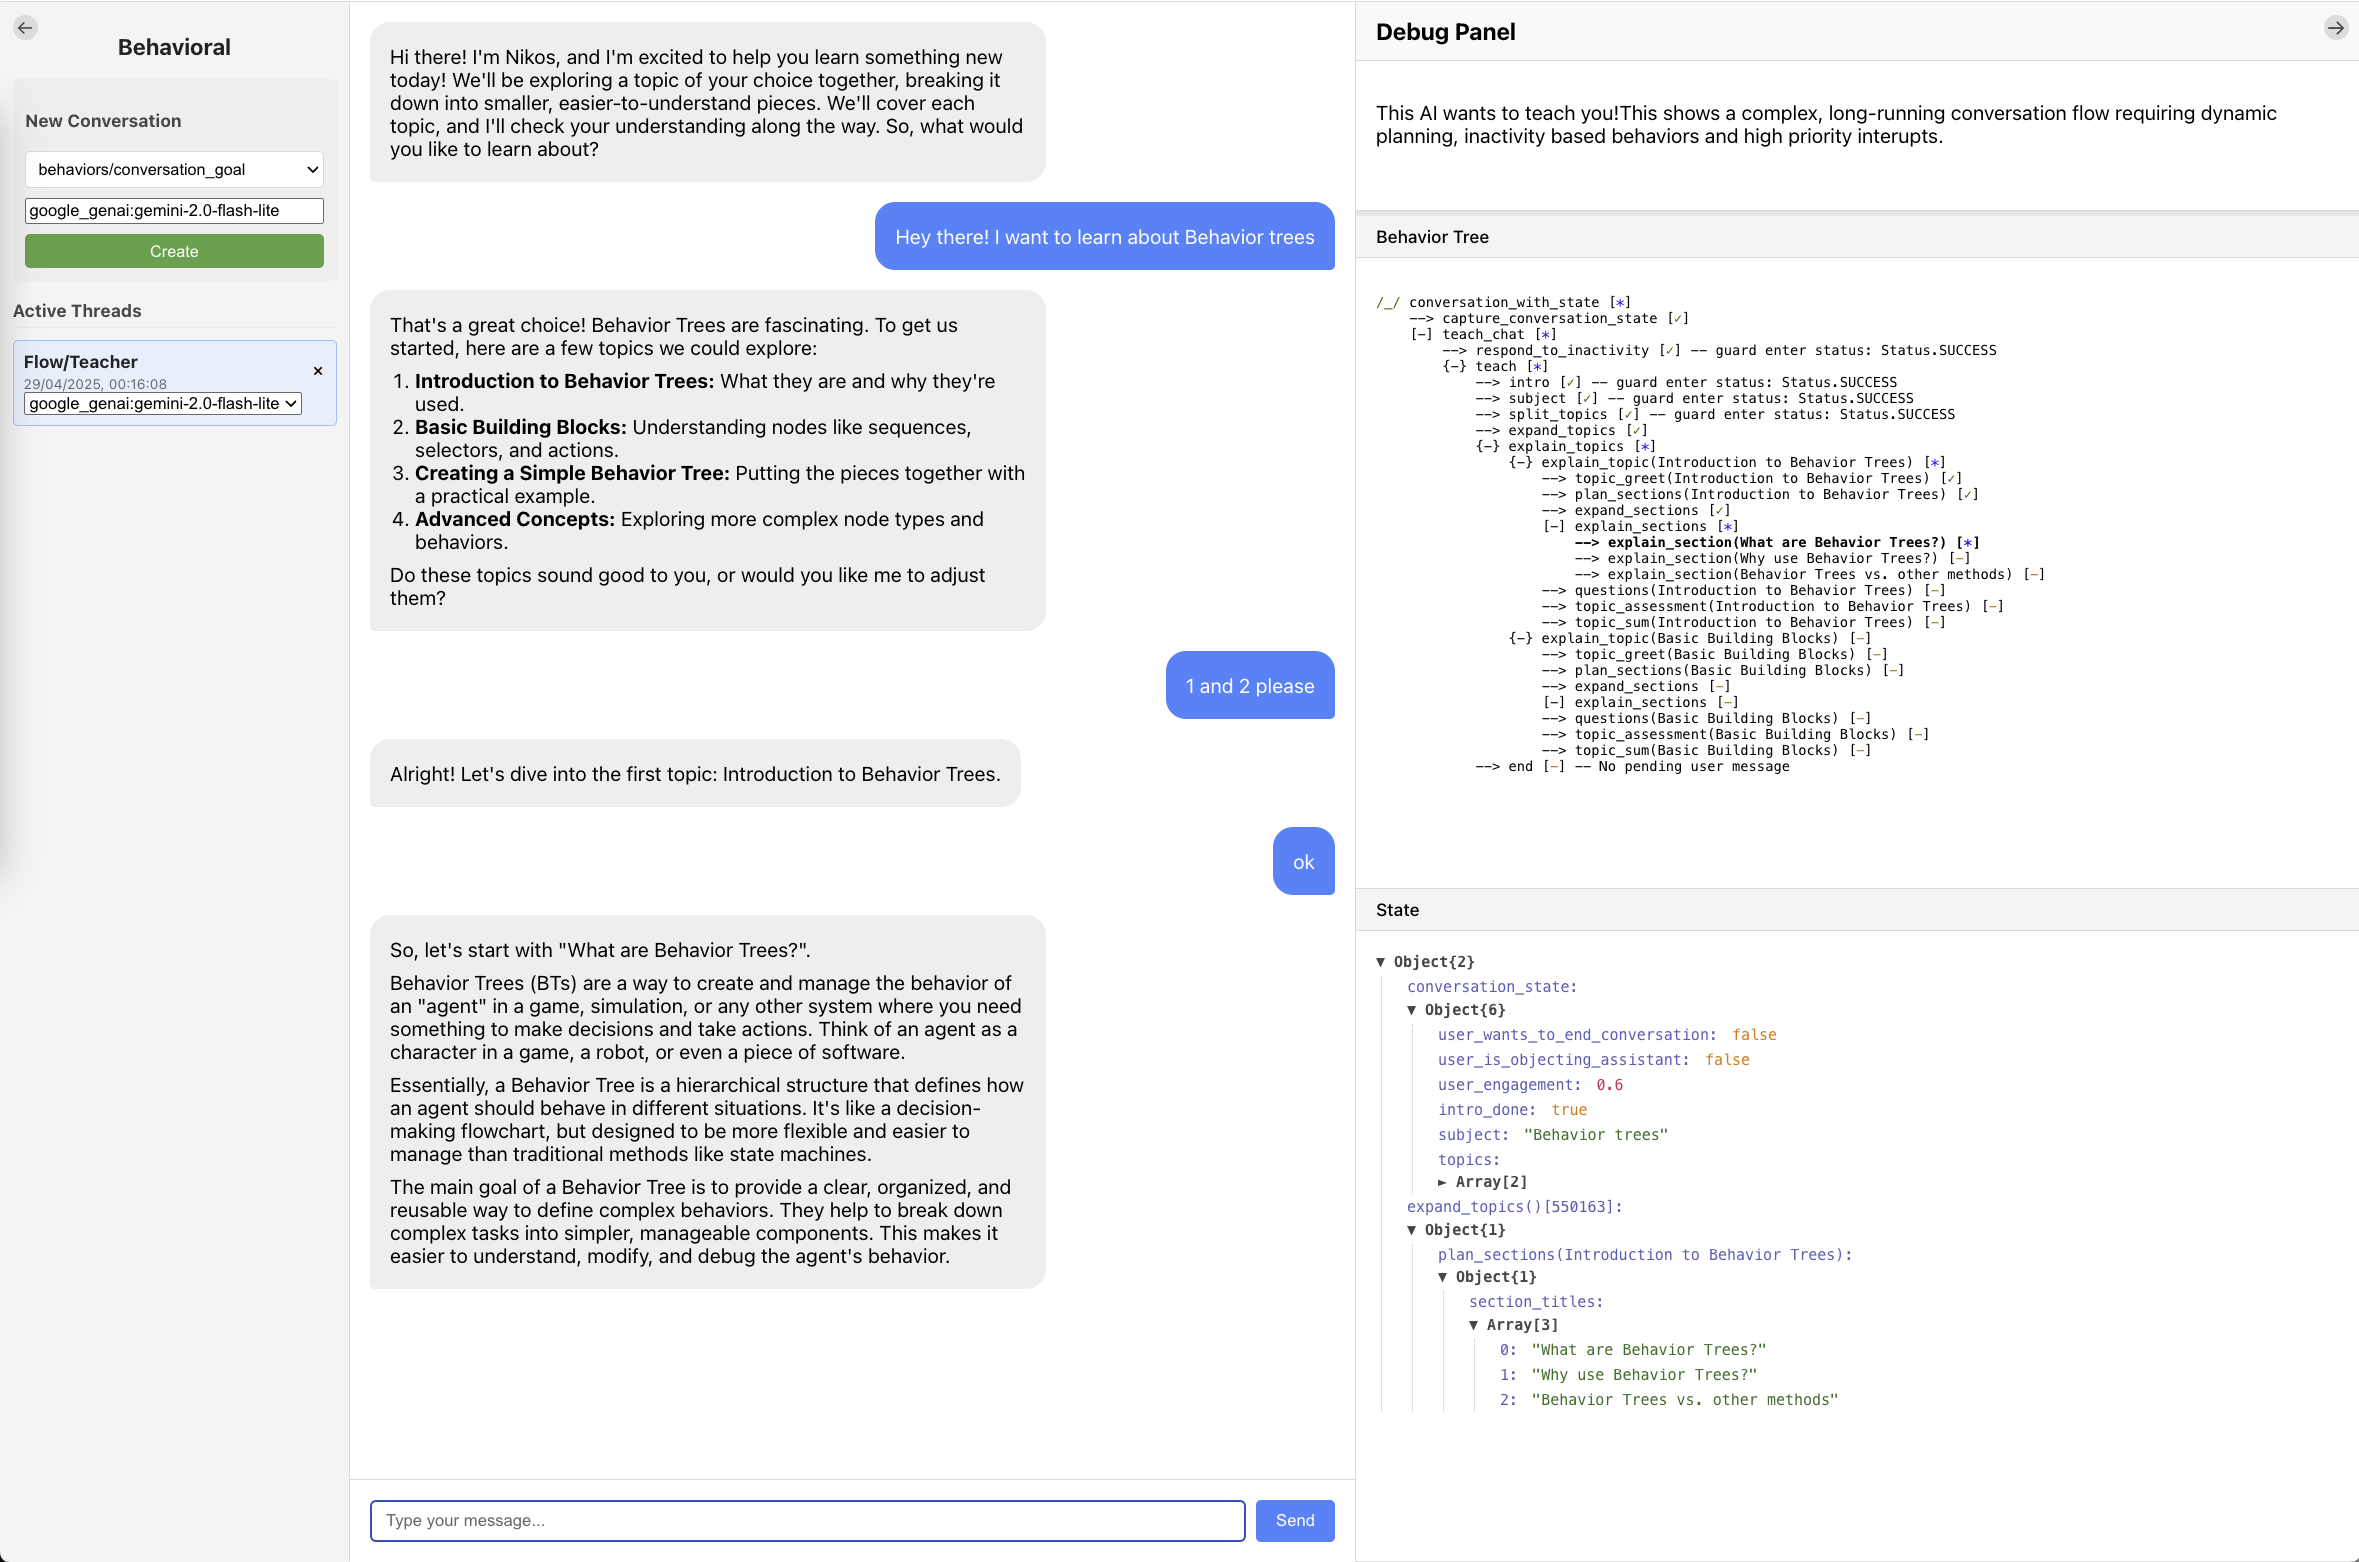 ←
Behavioral
New Conversation
behaviors/conversation_goal
google_genai:gemini-2.0-flash-lite
Create
Active Threads
Flow/Teacher
×
29/04/2025, 00:16:08
google_genai:gemini-2.0-flash-lite
Hi there! I'm Nikos, and I'm excited to help you learn something new
today! We'll be exploring a topic of your choice together, breaking it
down into smaller, easier-to-understand pieces. We'll cover each
topic, and I'll check your understanding along the way. So, what would
you like to learn about?
Hey there! I want to learn about Behavior trees
That's a great choice! Behavior Trees are fascinating. To get us
started, here are a few topics we could explore:
1. Introduction to Behavior Trees: What they are and why they're
used.
2. Basic Building Blocks: Understanding nodes like sequences,
selectors, and actions.
3. Creating a Simple Behavior Tree: Putting the pieces together with
a practical example.
4. Advanced Concepts: Exploring more complex node types and
behaviors.
Do these topics sound good to you, or would you like me to adjust
them?
1 and 2 please
Alright! Let's dive into the first topic: Introduction to Behavior Trees.
ok
So, let's start with "What are Behavior Trees?".
Behavior Trees (BTs) are a way to create and manage the behavior of
an "agent" in a game, simulation, or any other system where you need
something to make decisions and take actions. Think of an agent as a
character in a game, a robot, or even a piece of software.
Essentially, a Behavior Tree is a hierarchical structure that defines how
an agent should behave in different situations. It's like a decision-
making flowchart, but designed to be more flexible and easier to
manage than traditional methods like state machines.
The main goal of a Behavior Tree is to provide a clear, organized, and
reusable way to define complex behaviors. They help to break down
complex tasks into simpler, manageable components. This makes it
easier to understand, modify, and debug the agent's behavior.
Type your message...
Send
Debug Panel
→
This AI wants to teach you!This shows a complex, long-running conversation flow requiring dynamic
planning, inactivity based behaviors and high priority interupts.
Behavior Tree
/_/ conversation_with_state [*]
--> capture_conversation_state [✓]
[-] teach_chat [*]
--> respond_to_inactivity [✓] -- guard enter status: Status.SUCCESS
{-} teach [*]
--> intro [✓] -- guard enter status: Status.SUCCESS
--> subject [✓] -- guard enter status: Status.SUCCESS
--> split_topics [✓] -- guard enter status: Status.SUCCESS
--> expand_topics [✓]
{-} explain_topics [*]
{-} explain_topic(Introduction to Behavior Trees) [*]
--> topic_greet(Introduction to Behavior Trees) [✓]
--> plan_sections(Introduction to Behavior Trees) [✓]
--> expand_sections [✓]
[-] explain_sections [*]
--> explain_section(What are Behavior Trees?) [*]
--> explain_section(Why use Behavior Trees?) [-]
--> explain_section(Behavior Trees vs. other methods) [-]
--> questions(Introduction to Behavior Trees) [-]
--> topic_assessment(Introduction to Behavior Trees) [-]
--> topic_sum(Introduction to Behavior Trees) [-]
{-} explain_topic(Basic Building Blocks) [-]
--> topic_greet(Basic Building Blocks) [-]
--> plan_sections(Basic Building Blocks) [-]
--> expand_sections [-]
[-] explain_sections [-]
--> questions(Basic Building Blocks) [-]
--> topic_assessment(Basic Building Blocks) [-]
--> topic_sum(Basic Building Blocks) [-]
--> end [-] -- No pending user message
State
▼ Object{2}
conversation_state:
▼ Object{6}
user_wants_to_end_conversation: false
user_is_objecting_assistant: false
user_engagement: 0.6
intro_done: true
subject: "Behavior trees"
topics:
► Array[2]
expand_topics()[550163]:
▼ Object{1}
plan_sections(Introduction to Behavior Trees):
▼ Object{1}
section_titles:
▼ Array[3]
0: "What are Behavior Trees?"
1: "Why use Behavior Trees?"
2: "Behavior Trees vs. other methods"